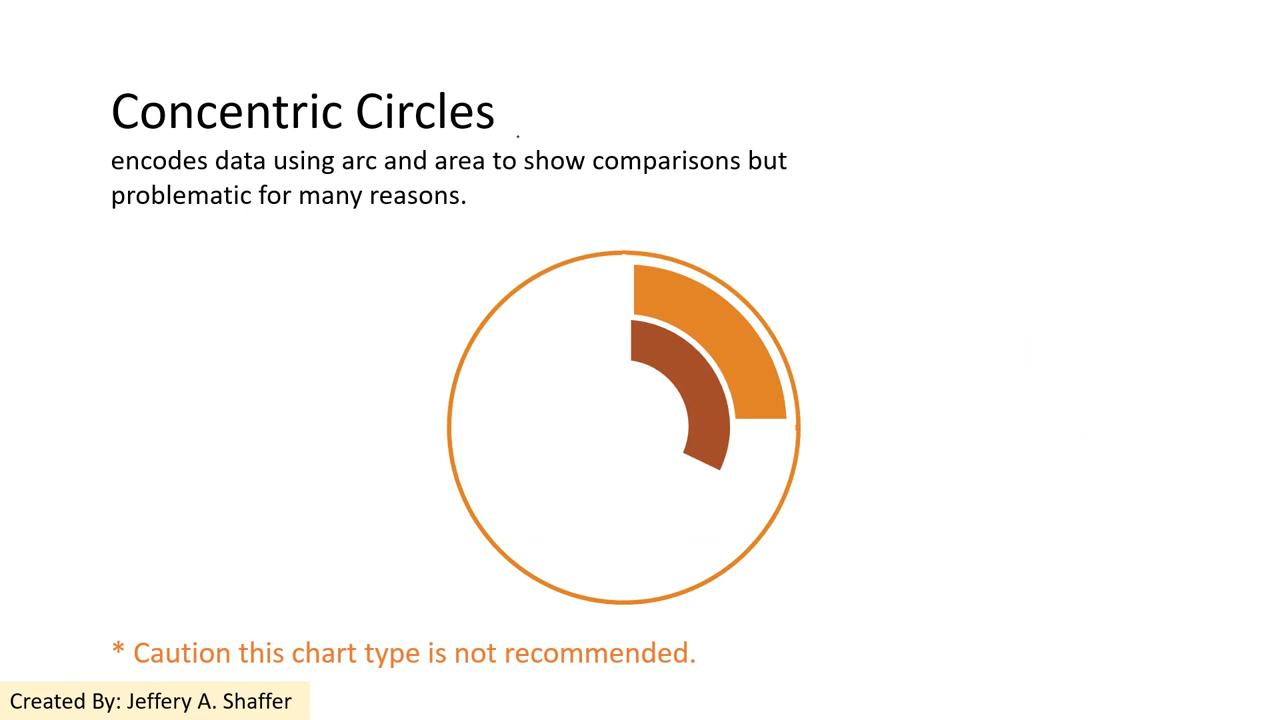 Concentric Circles
encodes data using arc and area to show comparisons but
problematic for many reasons.
* Caution this chart type is not recommended.
Created By: Jeffery A. Shaffer